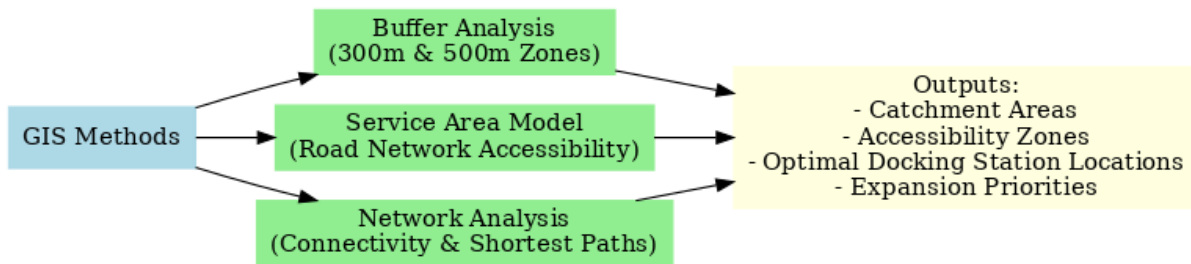 GIS Methods
Buffer Analysis
(300m & 500m Zones)
Service Area Model
(Road Network Accessibility)
Network Analysis
(Connectivity & Shortest Paths)
Outputs:
- Catchment Areas
- Accessibility Zones
- Optimal Docking Station Locations
- Expansion Priorities